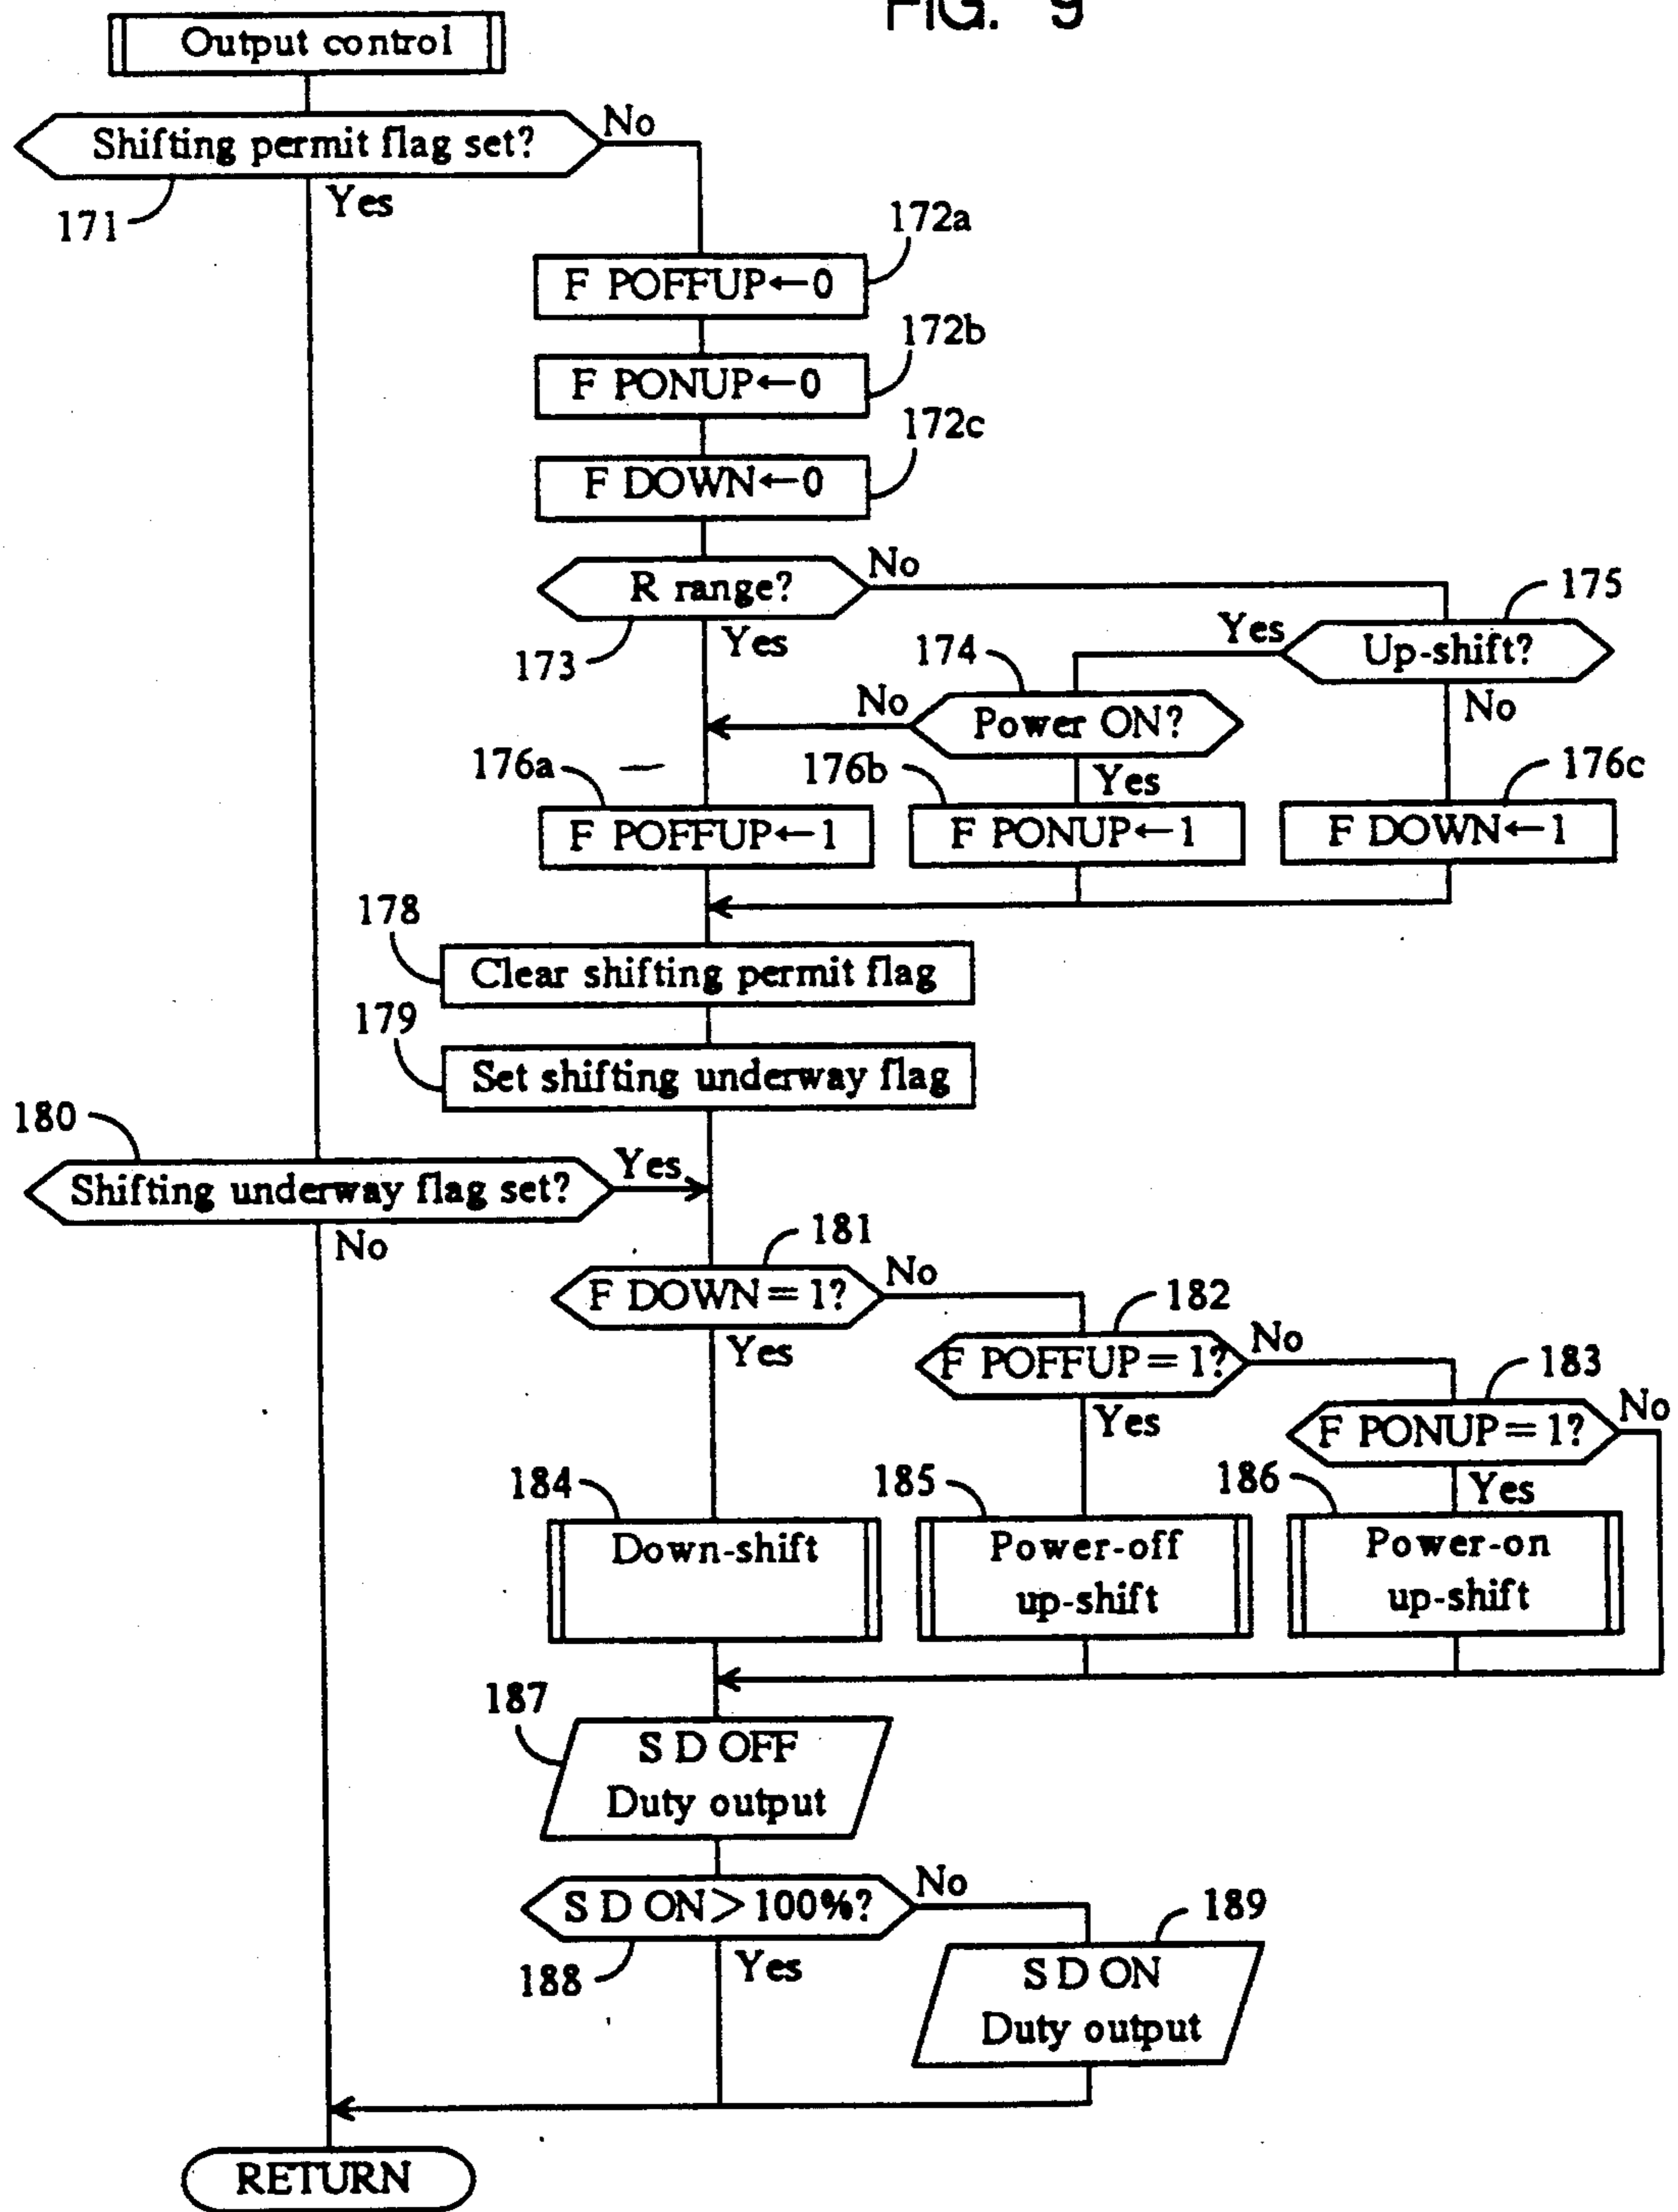 FIG. 9
Output control
Shifting permit flag set?
No
Yes
171
172a
F POFFUP←0
172b
F PONUP←0
172c
F DOWN←0
R range?
No
Yes
173
175
Up-shift?
Yes
No
174
Power ON?
No
Yes
176a
F POFFUP←1
176b
F PONUP←1
176c
F DOWN←1
178
Clear shifting permit flag
179
Set shifting underway flag
180
Shifting underway flag set?
Yes
No
181
F DOWN=1?
No
Yes
182
F POFFUP=1?
No
Yes
183
F PONUP=1?
No
Yes
184
Down-shift
185
Power-off
up-shift
186
Power-on
up-shift
187
S D OFF
Duty output
S D ON>100%?
No
Yes
188
189
S D ON
Duty output
RETURN